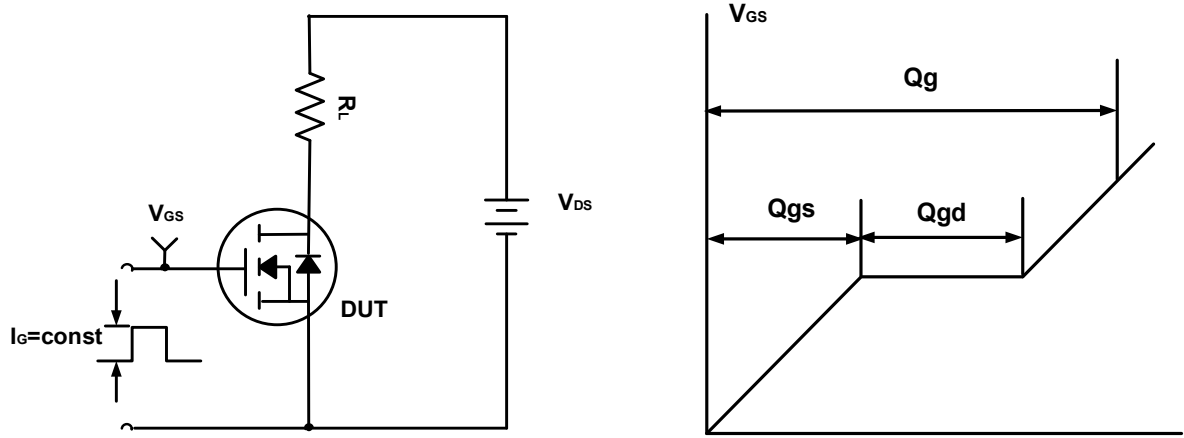 RL
VGS
VDS
DUT
IG=const
VGS
Qg
Qgs
Qgd